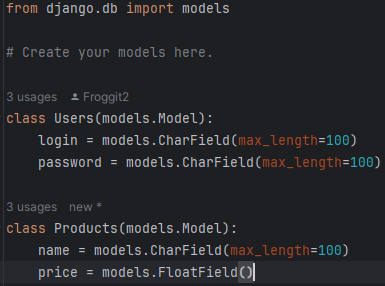 from django.db import models
# Create your models here.
3 usages Froggit2
class Users(models.Model):
    login = models.CharField(max_length=100)
    password = models.CharField(max_length=100)
3 usages new *
class Products(models.Model):
    name = models.CharField(max_length=100)
    price = models.FloatField()